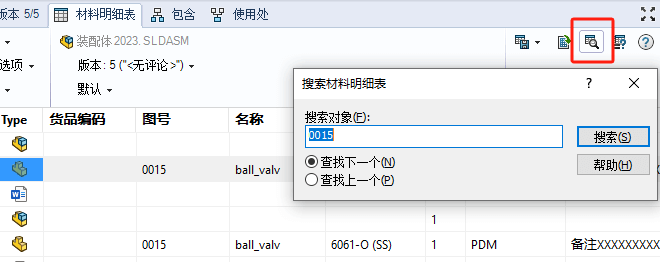 版本 5/5 材料明细表 包含 使用处
装配体 2023. SLDASM
选项 版本: 5 ("<无评论>")
默认
搜索材料明细表 ?
搜索对象(F):
0015 搜索(S)
查找下一个(N) 帮助(H)
查找上一个(P)
Type 货品编码 图号 名称
0015 ball_valv
1
0015 ball_valv 6061-O (SS) 1 PDM 备注XXXXXXXXX